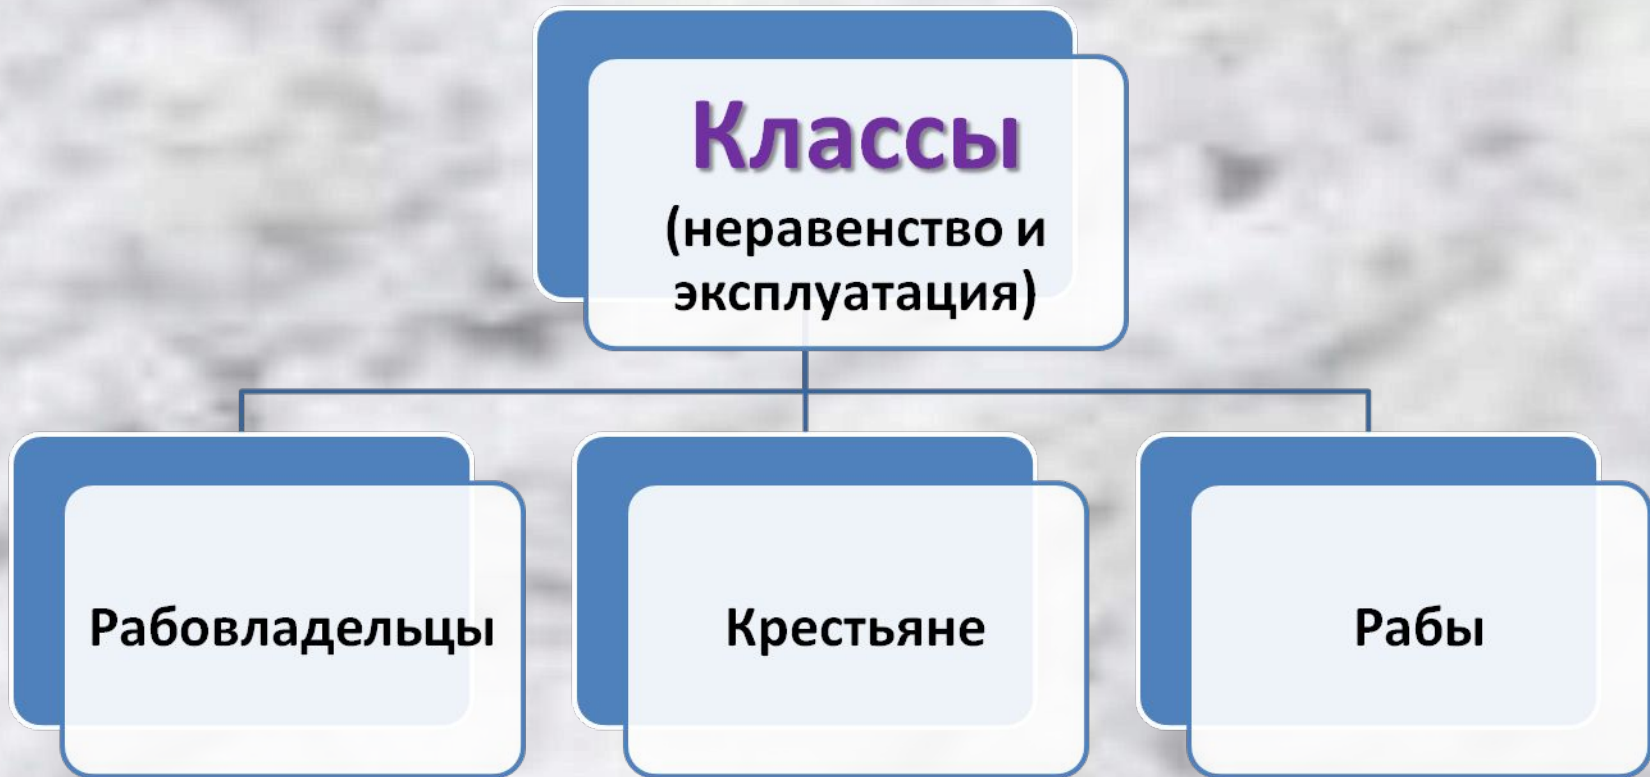 Классы
(неравенство и
эксплуатация)
Рабовладельцы
Крестьяне
Рабы